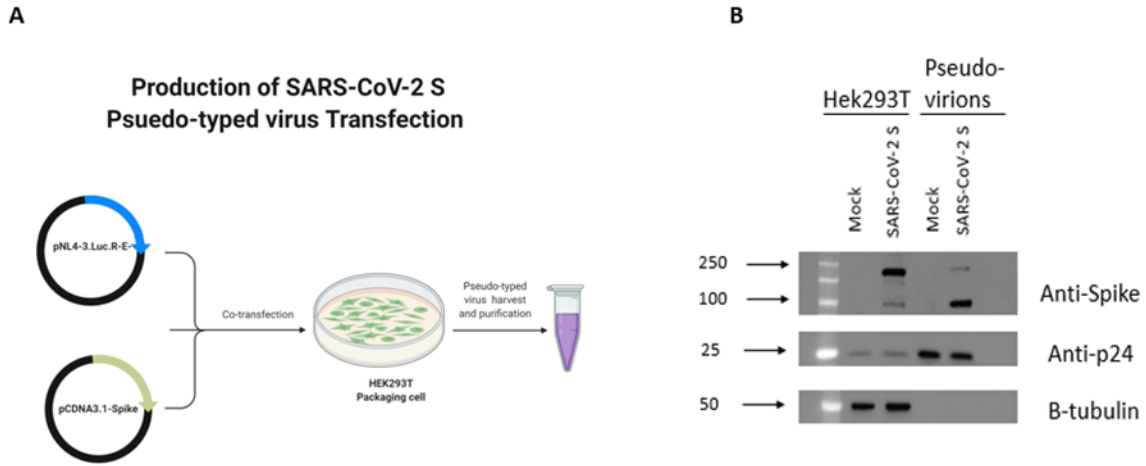 A
Production of SARS-CoV-2 S
Psuedo-typed virus Transfection
pNL4-3.Luc.R-E-
pCDNA3.1-Spike
Co-transfection
HEK293T
Packaging cell
Pseudo-typed
virus harvest
and purification
B
Hek293T
Pseudo-
virions
Mock
SARS-CoV-2 S
Mock
SARS-CoV-2 S
250
100
Anti-Spike
25
Anti-p24
50
B-tubulin